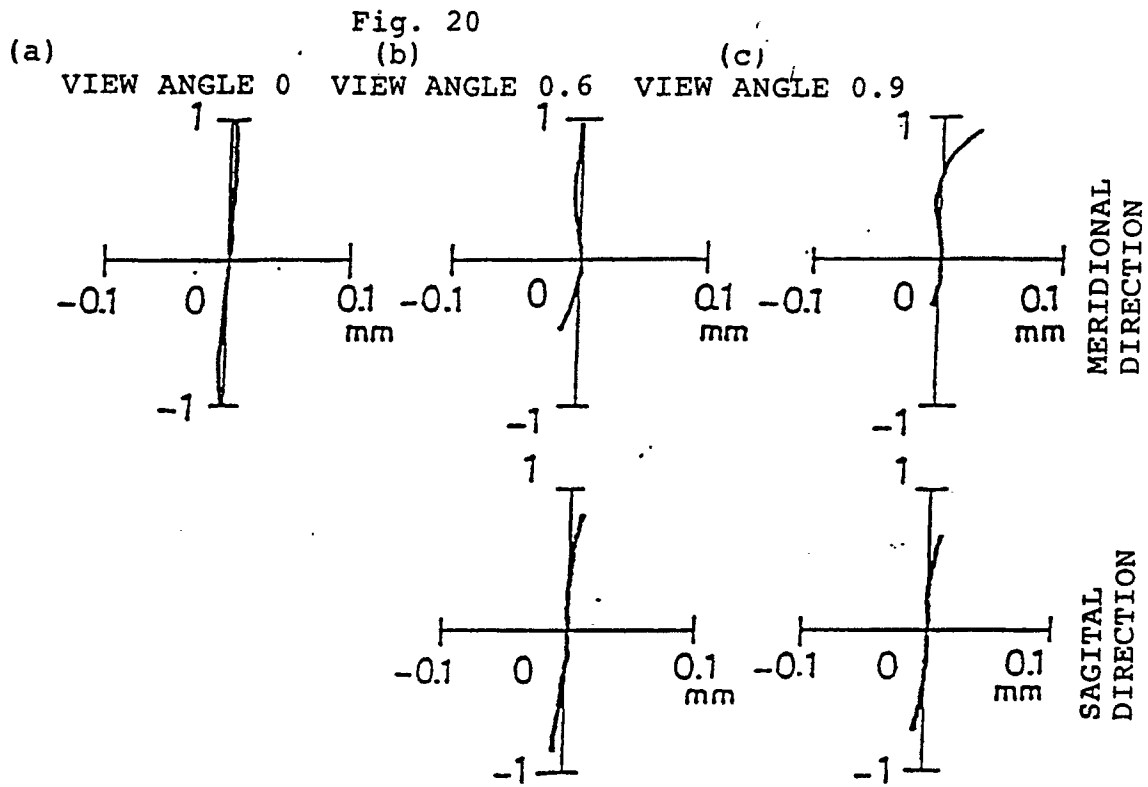 Fig. 20
(a) (b) (c)
VIEW ANGLE 0 VIEW ANGLE 0.6 VIEW ANGLE 0.9
1 1 1
-0.1 0 0.1 -0.1 0 0.1 -0.1 0 0.1
mm mm mm
-1 -1 -1
MERIDIONAL
DIRECTION
1 1
-0.1 0 0.1 -0.1 0 0.1
mm mm
-1 -1
SAGITAL
DIRECTION